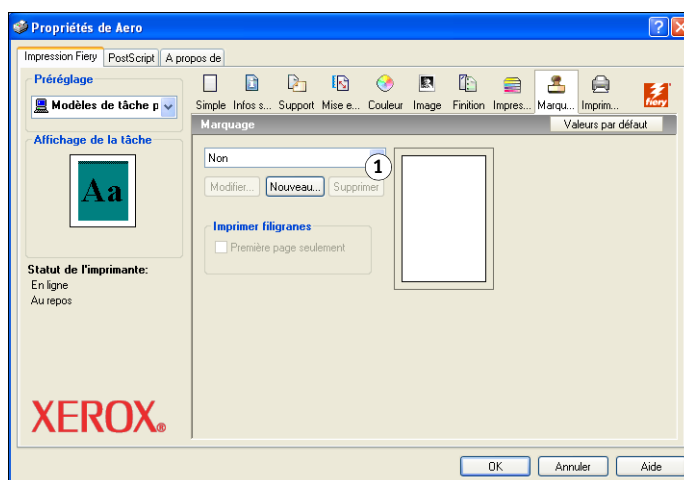 Propriétés de Aero
Impression Fiery PostScript A propos de
Préréglage
Modèles de tâche p
Affichage de la tâche
Aa
Statut de l'imprimante:
En ligne
Au repos
XEROX®
Simple Infos s... Support Mise e... Couleur Image Finition Impres... Marqu... Imprim...
fiery
Marquage Valeurs par défaut
Non
1
Modifier... Nouveau... Supprimer
Imprimer filigranes
Première page seulement
OK Annuler Aide